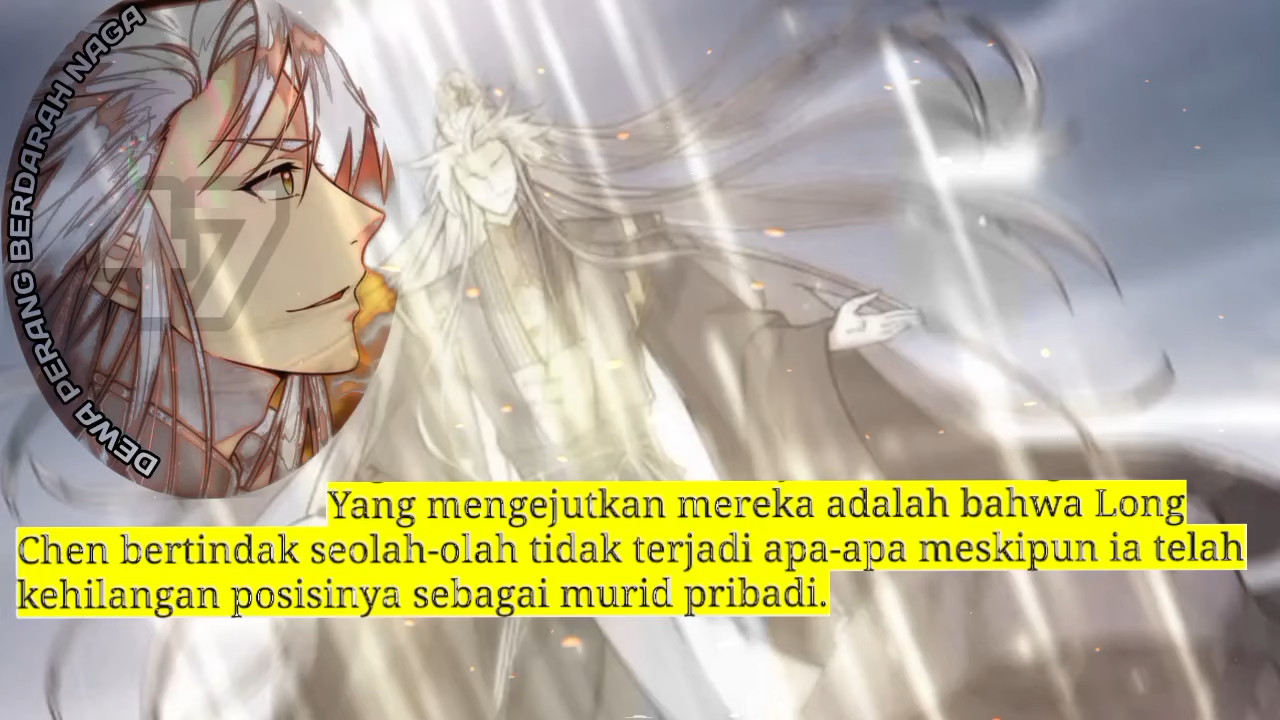 DEWA PERANG BERDARAH NAGA
47
Yang mengejutkan mereka adalah bahwa Long
Chen bertindak seolah-olah tidak terjadi apa-apa meskipun ia telah
kehilangan posisinya sebagai murid pribadi.